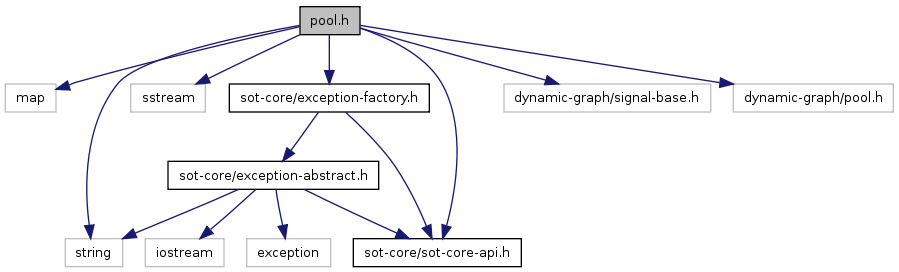 pool.h
map
sstream
sot-core/exception-factory.h
dynamic-graph/signal-base.h
dynamic-graph/pool.h
sot-core/exception-abstract.h
string
iostream
exception
sot-core/sot-core-api.h